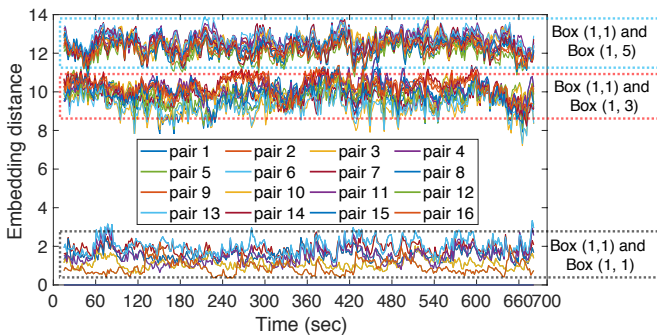 14
12
10
8
6
4
2
0
Embedding distance
Box (1,1) and
Box (1, 5)
Box (1,1) and
Box (1, 3)
pair 1 pair 2 pair 3 pair 4
pair 5 pair 6 pair 7 pair 8
pair 9 pair 10 pair 11 pair 12
pair 13 pair 14 pair 15 pair 16
Box (1,1) and
Box (1, 1)
0 60 120 180 240 300 360 420 480 540 600 660 700
Time (sec)